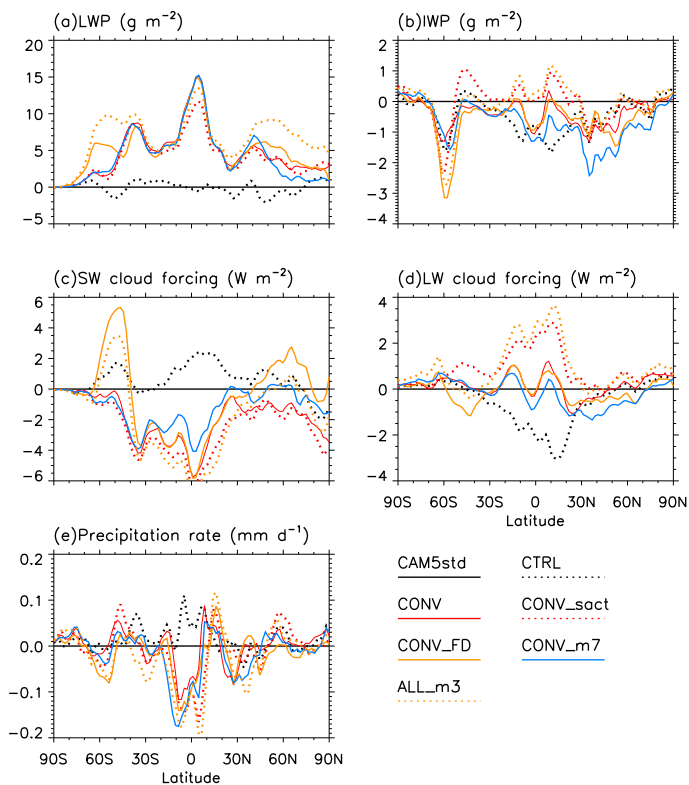 (a)LWP (g m⁻²)
20
15
10
5
0
−5
(b)IWP (g m⁻²)
2
1
0
−1
−2
−3
−4
(c)SW cloud forcing (W m⁻²)
6
4
2
0
−2
−4
−6
(d)LW cloud forcing (W m⁻²)
4
2
0
−2
−4
90S 60S 30S 0 30N 60N 90N
Latitude
(e)Precipitation rate (mm d⁻¹)
0.2
0.1
0.0
−0.1
−0.2
90S 60S 30S 0 30N 60N 90N
Latitude
CAM5std CTRL
CONV CONV_sact
CONV_FD CONV_m7
ALL_m3